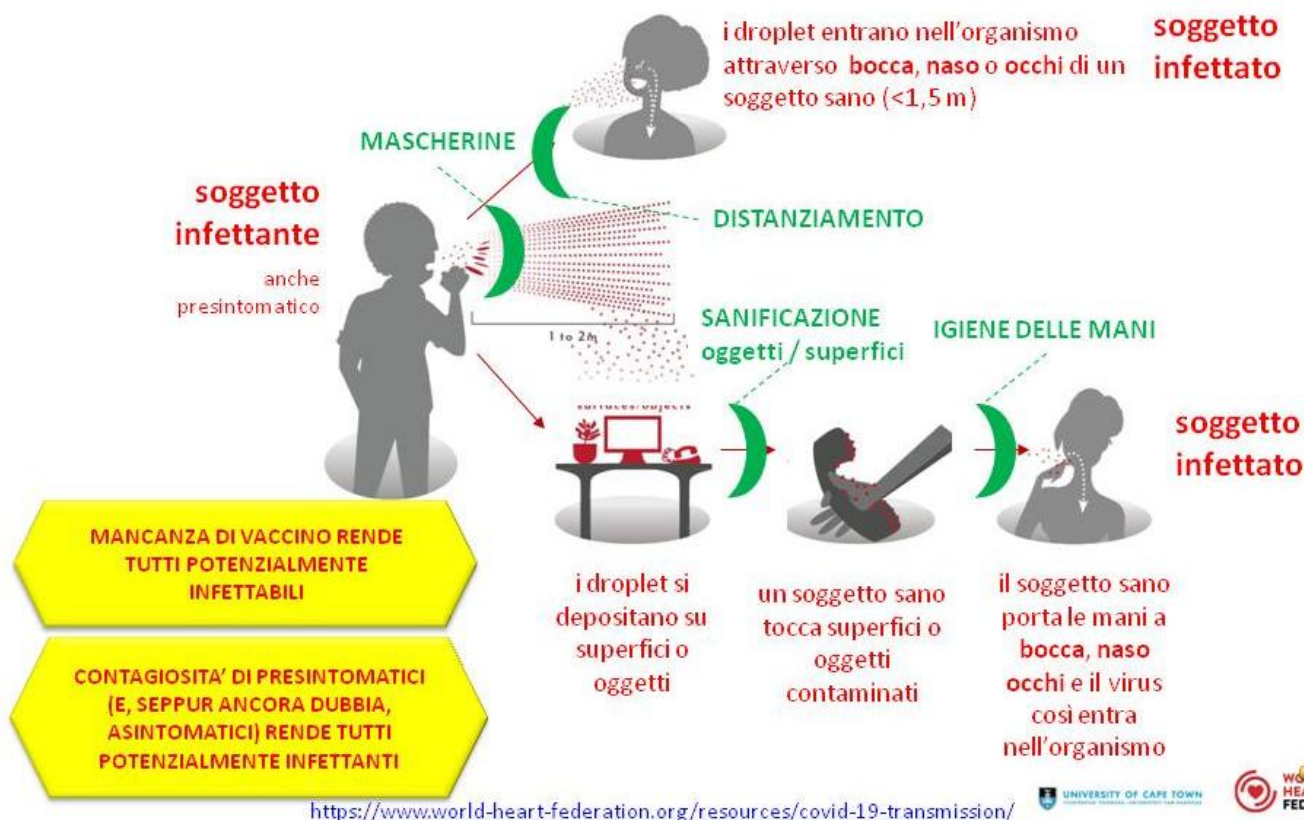 i droplet entrano nell'organismo
attraverso bocca, naso o occhi di un
soggetto sano (<1,5 m)
soggetto
infettato
MASCHERINE
soggetto
infettante
anche
presintomatico
DISTANZIAMENTO
1 to 2m
SANIFICAZIONE
oggetti / superfici
IGIENE DELLE MANI
surfaces/objects
soggetto
infettato
MANCANZA DI VACCINO RENDE
TUTTI POTENZIALMENTE
INFETTABILI
CONTAGIOSITA' DI PRESINTOMATICI
(E, SEPPUR ANCORA DUBBIA,
ASINTOMATICI) RENDE TUTTI
POTENZIALMENTE INFETTANTI
i droplet si
depositano su
superfici o
oggetti
un soggetto sano
tocca superfici o
oggetti
contaminati
il soggetto sano
porta le mani a
bocca, naso
occhi e il virus
così entra
nell'organismo
https://www.world-heart-federation.org/resources/covid-19-transmission/
UNIVERSITY OF CAPE TOWN
HEA
FED